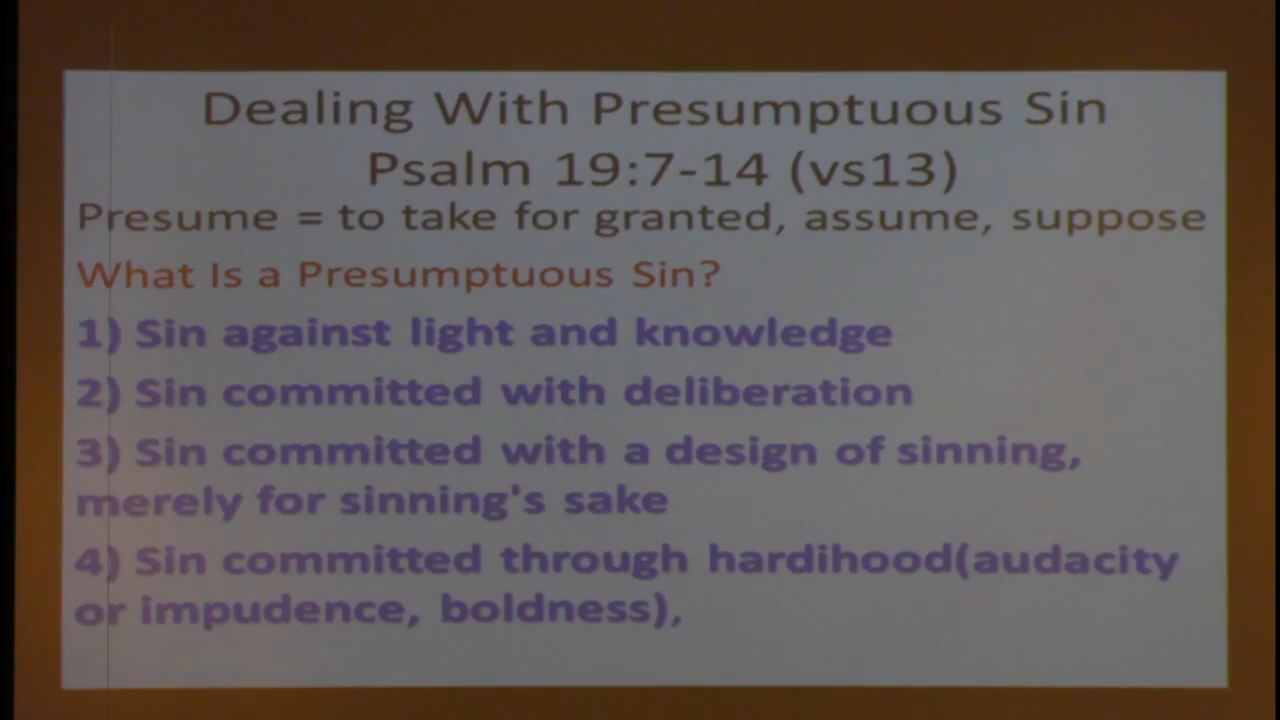 Dealing With Presumptuous Sin
Psalm 19:7-14 (vs13)
Presume = to take for granted, assume, suppose
What Is a Presumptuous Sin?
1) Sin against light and knowledge
2) Sin committed with deliberation
3) Sin committed with a design of sinning,
merely for sinning's sake
4) Sin committed through hardihood(audacity
or impudence, boldness),